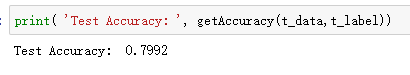 print( 'Test Accuracy: ', getAccuracy(t_data,t_label))
Test Accuracy:  0.7992